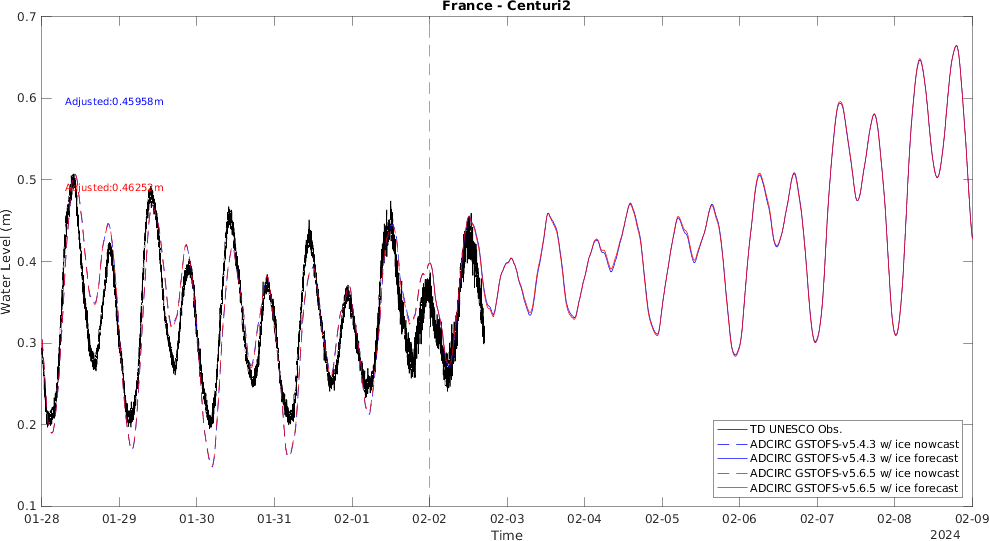 France - Centuri2
0.7
0.6
0.5
0.4
0.3
0.2
0.1
Water Level (m)
Adjusted:0.45958m
Adjusted:0.46252m
TD UNESCO Obs.
ADCIRC GSTOFS-v5.4.3 w/ ice nowcast
ADCIRC GSTOFS-v5.4.3 w/ ice forecast
ADCIRC GSTOFS-v5.6.5 w/ ice nowcast
ADCIRC GSTOFS-v5.6.5 w/ ice forecast
01-28 01-29 01-30 01-31 02-01 02-02 02-03 02-04 02-05 02-06 02-07 02-08 02-09
Time
2024